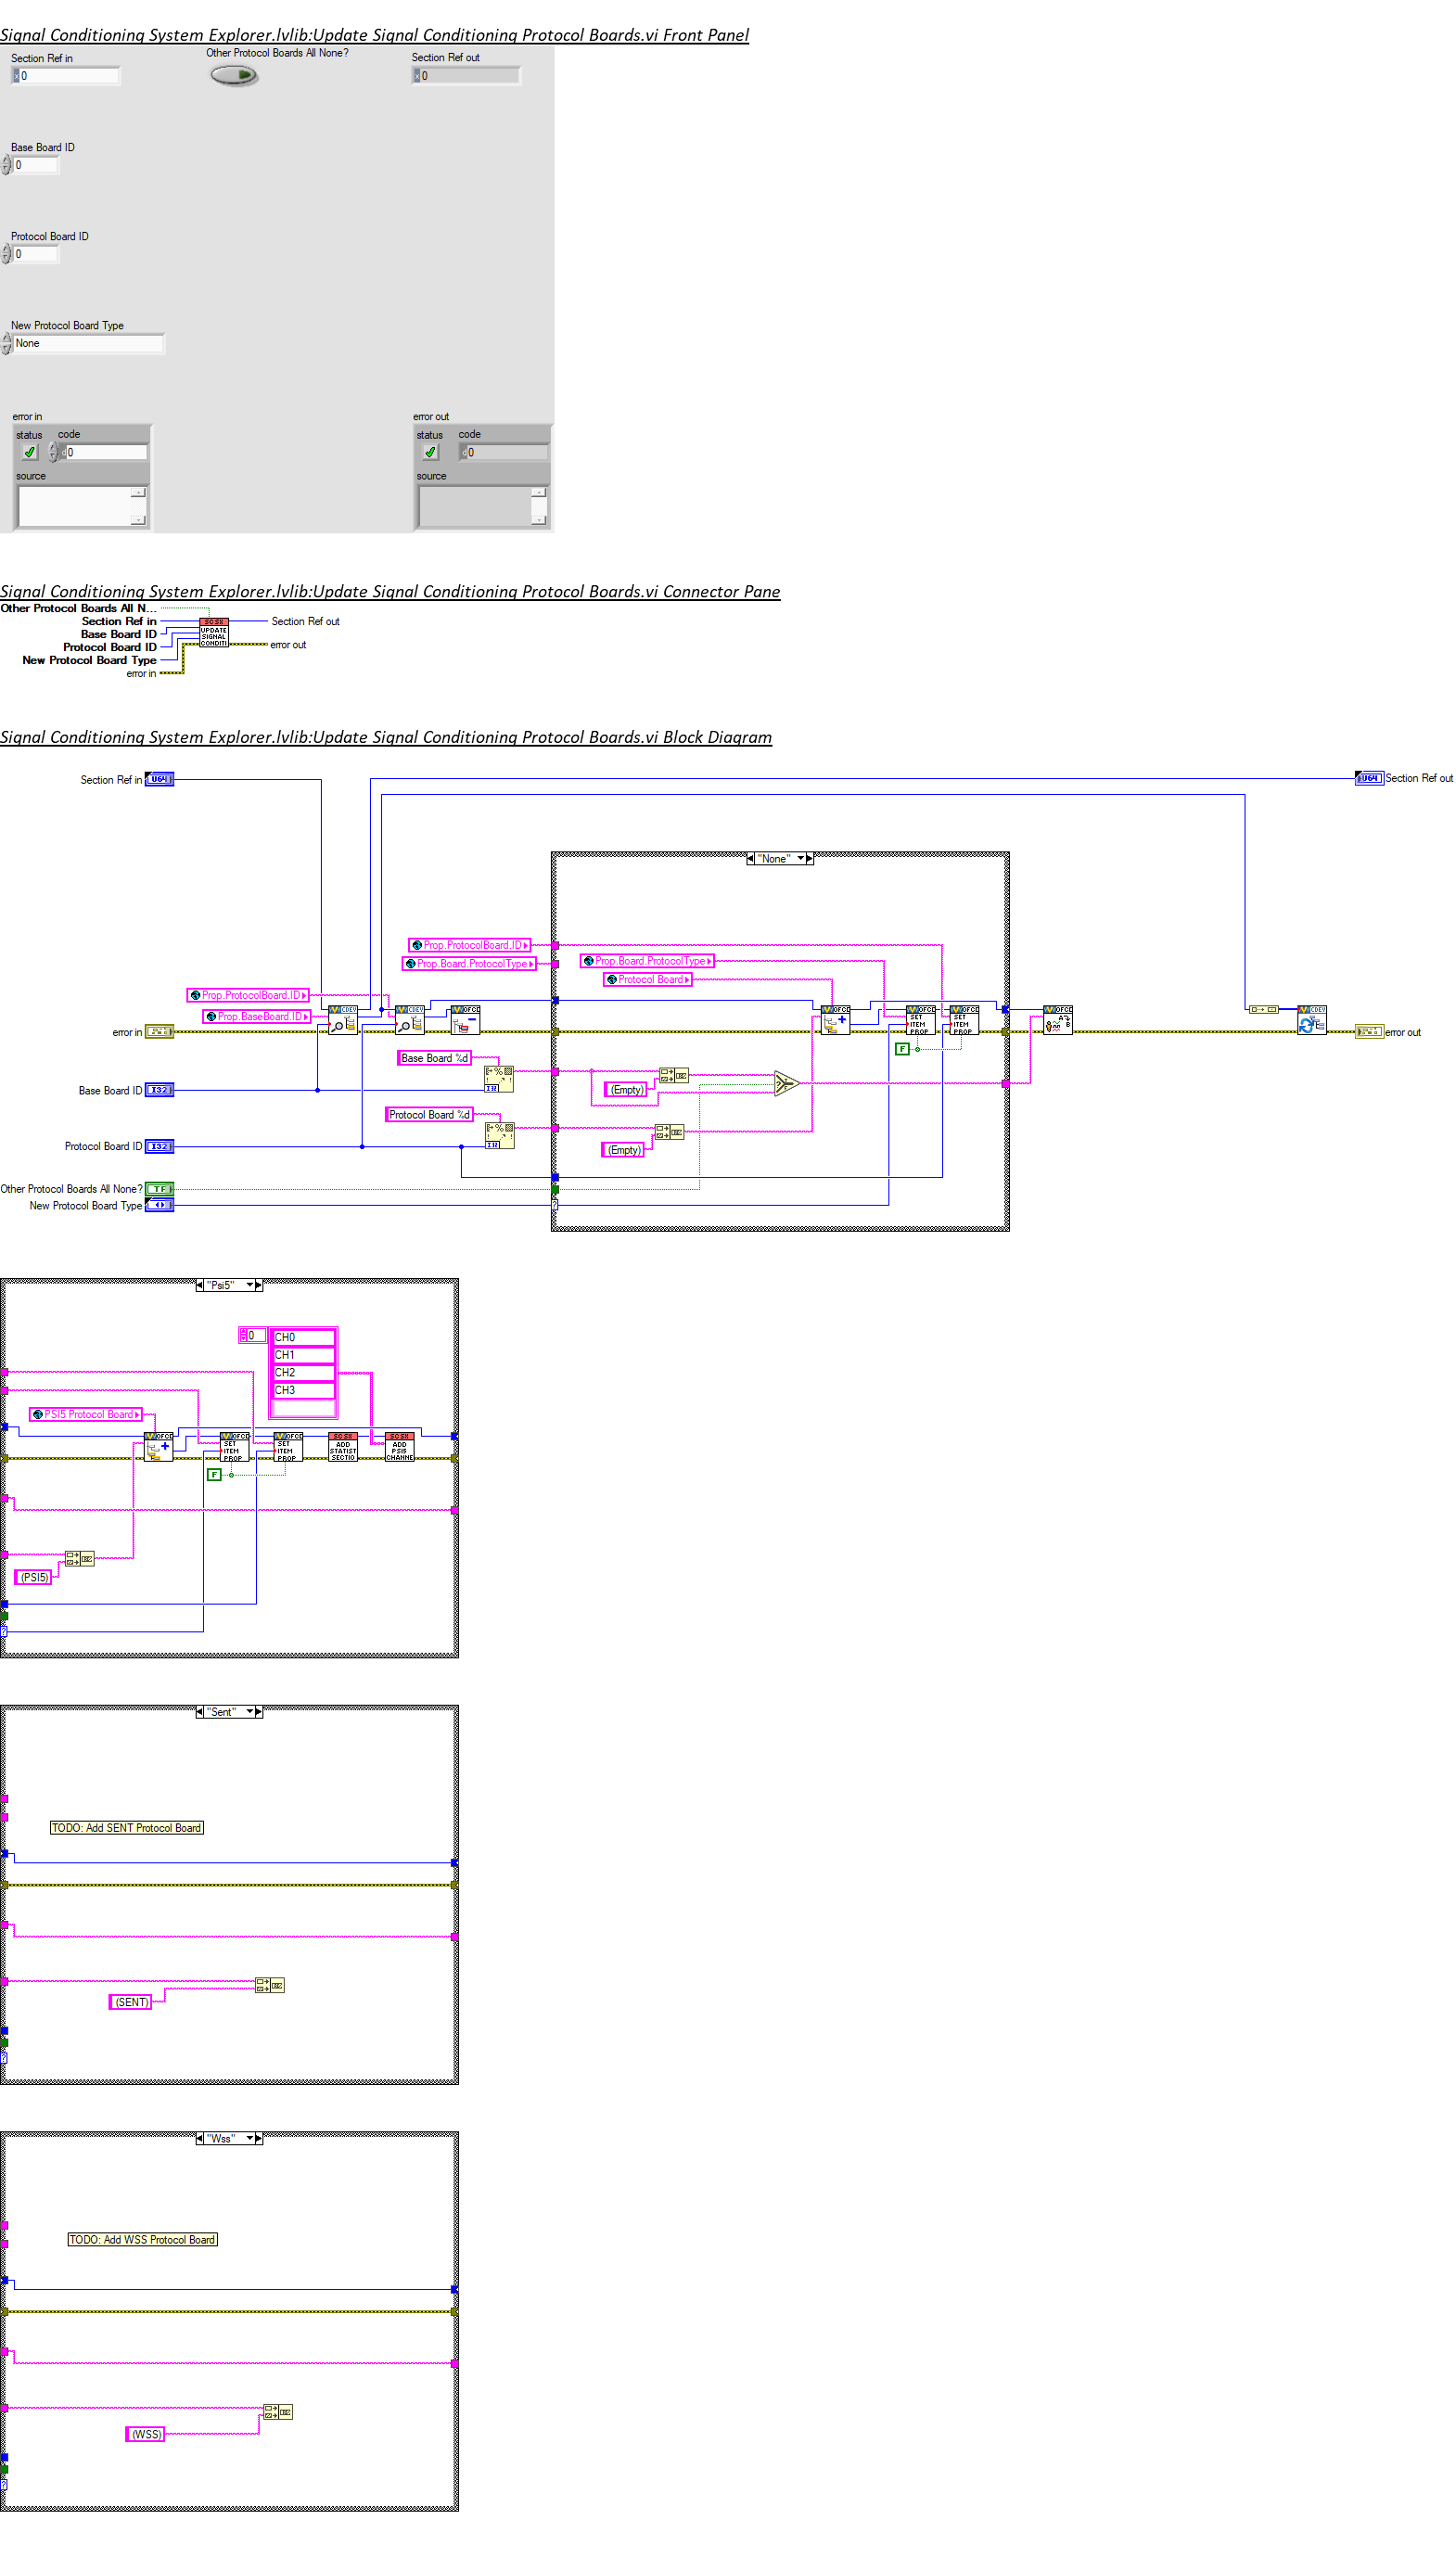 Signal Conditioning System Explorer.lvlib:Update Signal Conditioning Protocol Boards.vi Front Panel
Section Ref in
Other Protocol Boards All None?
Section Ref out
x 0
x 0
Base Board ID
0
Protocol Board ID
0
New Protocol Board Type
None
error in
error out
status code
status code
d0
d0
source
source
Signal Conditioning System Explorer.lvlib:Update Signal Conditioning Protocol Boards.vi Connector Pane
Other Protocol Boards All N...
Section Ref in
Base Board ID
Protocol Board ID
New Protocol Board Type
error in
SCSX
UPDATE
SIGNAL
CONDITI
Section Ref out
error out
Signal Conditioning System Explorer.lvlib:Update Signal Conditioning Protocol Boards.vi Block Diagram
Section Ref in
U64
U64
Section Ref out
"None"
Prop.ProtocolBoard.ID
Prop.Board.ProtocolType
Prop.Board.ProtocolType
Protocol Board
Prop.ProtocolBoard.ID
Prop.BaseBoard.ID
SET ITEM PROP
SET ITEM PROP
error in
error out
F
Base Board %d
(Empty)
Base Board ID
I32
Protocol Board %d
Protocol Board ID
I32
(Empty)
Other Protocol Boards All None?
TF
New Protocol Board Type
"Psi5"
0
CH0
CH1
CH2
CH3
PSI5 Protocol Board
SET ITEM PROP
SET ITEM PROP
SCSX ADD STATIST SECTIO
SCSX ADD PSI5 CHANNE
F
(PSI5)
"Sent"
TODO: Add SENT Protocol Board
(SENT)
"Wss"
TODO: Add WSS Protocol Board
(WSS)